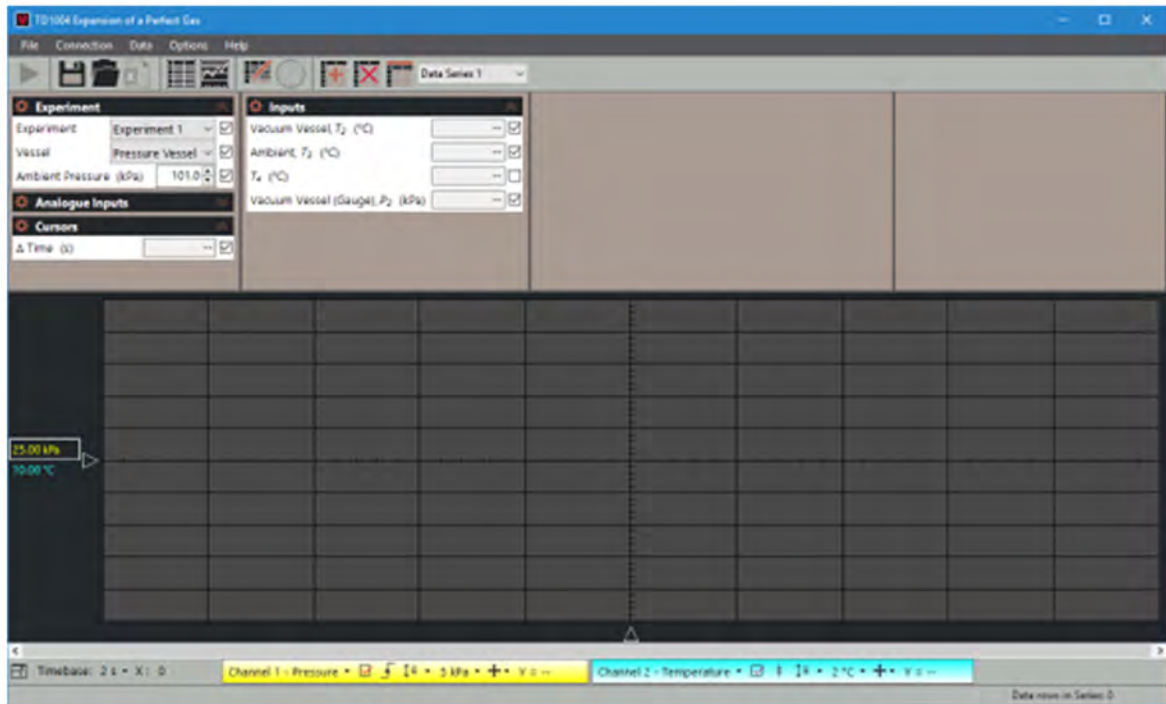 TD1004 Expansion of a Perfect Gas
File Connection Data Options Help
Data Series 1
Experiment
Experiment Experiment 1
Vessel Pressure Vessel
Ambient Pressure (kPa) 101.0
Analogue Inputs
Cursors
Δ Time (s) --
Inputs
Vacuum Vessel, T₂ (°C) --
Ambient, T₃ (°C) --
T₄ (°C) --
Vacuum Vessel (Gauge), P₂ (kPa) --
25.00 kPa
70.00 °C
Timebase: 2 s X: 0 Channel 1 - Pressure 5 kPa Y = -- Channel 2 - Temperature 2 °C Y = --
Data rows in Series: 0